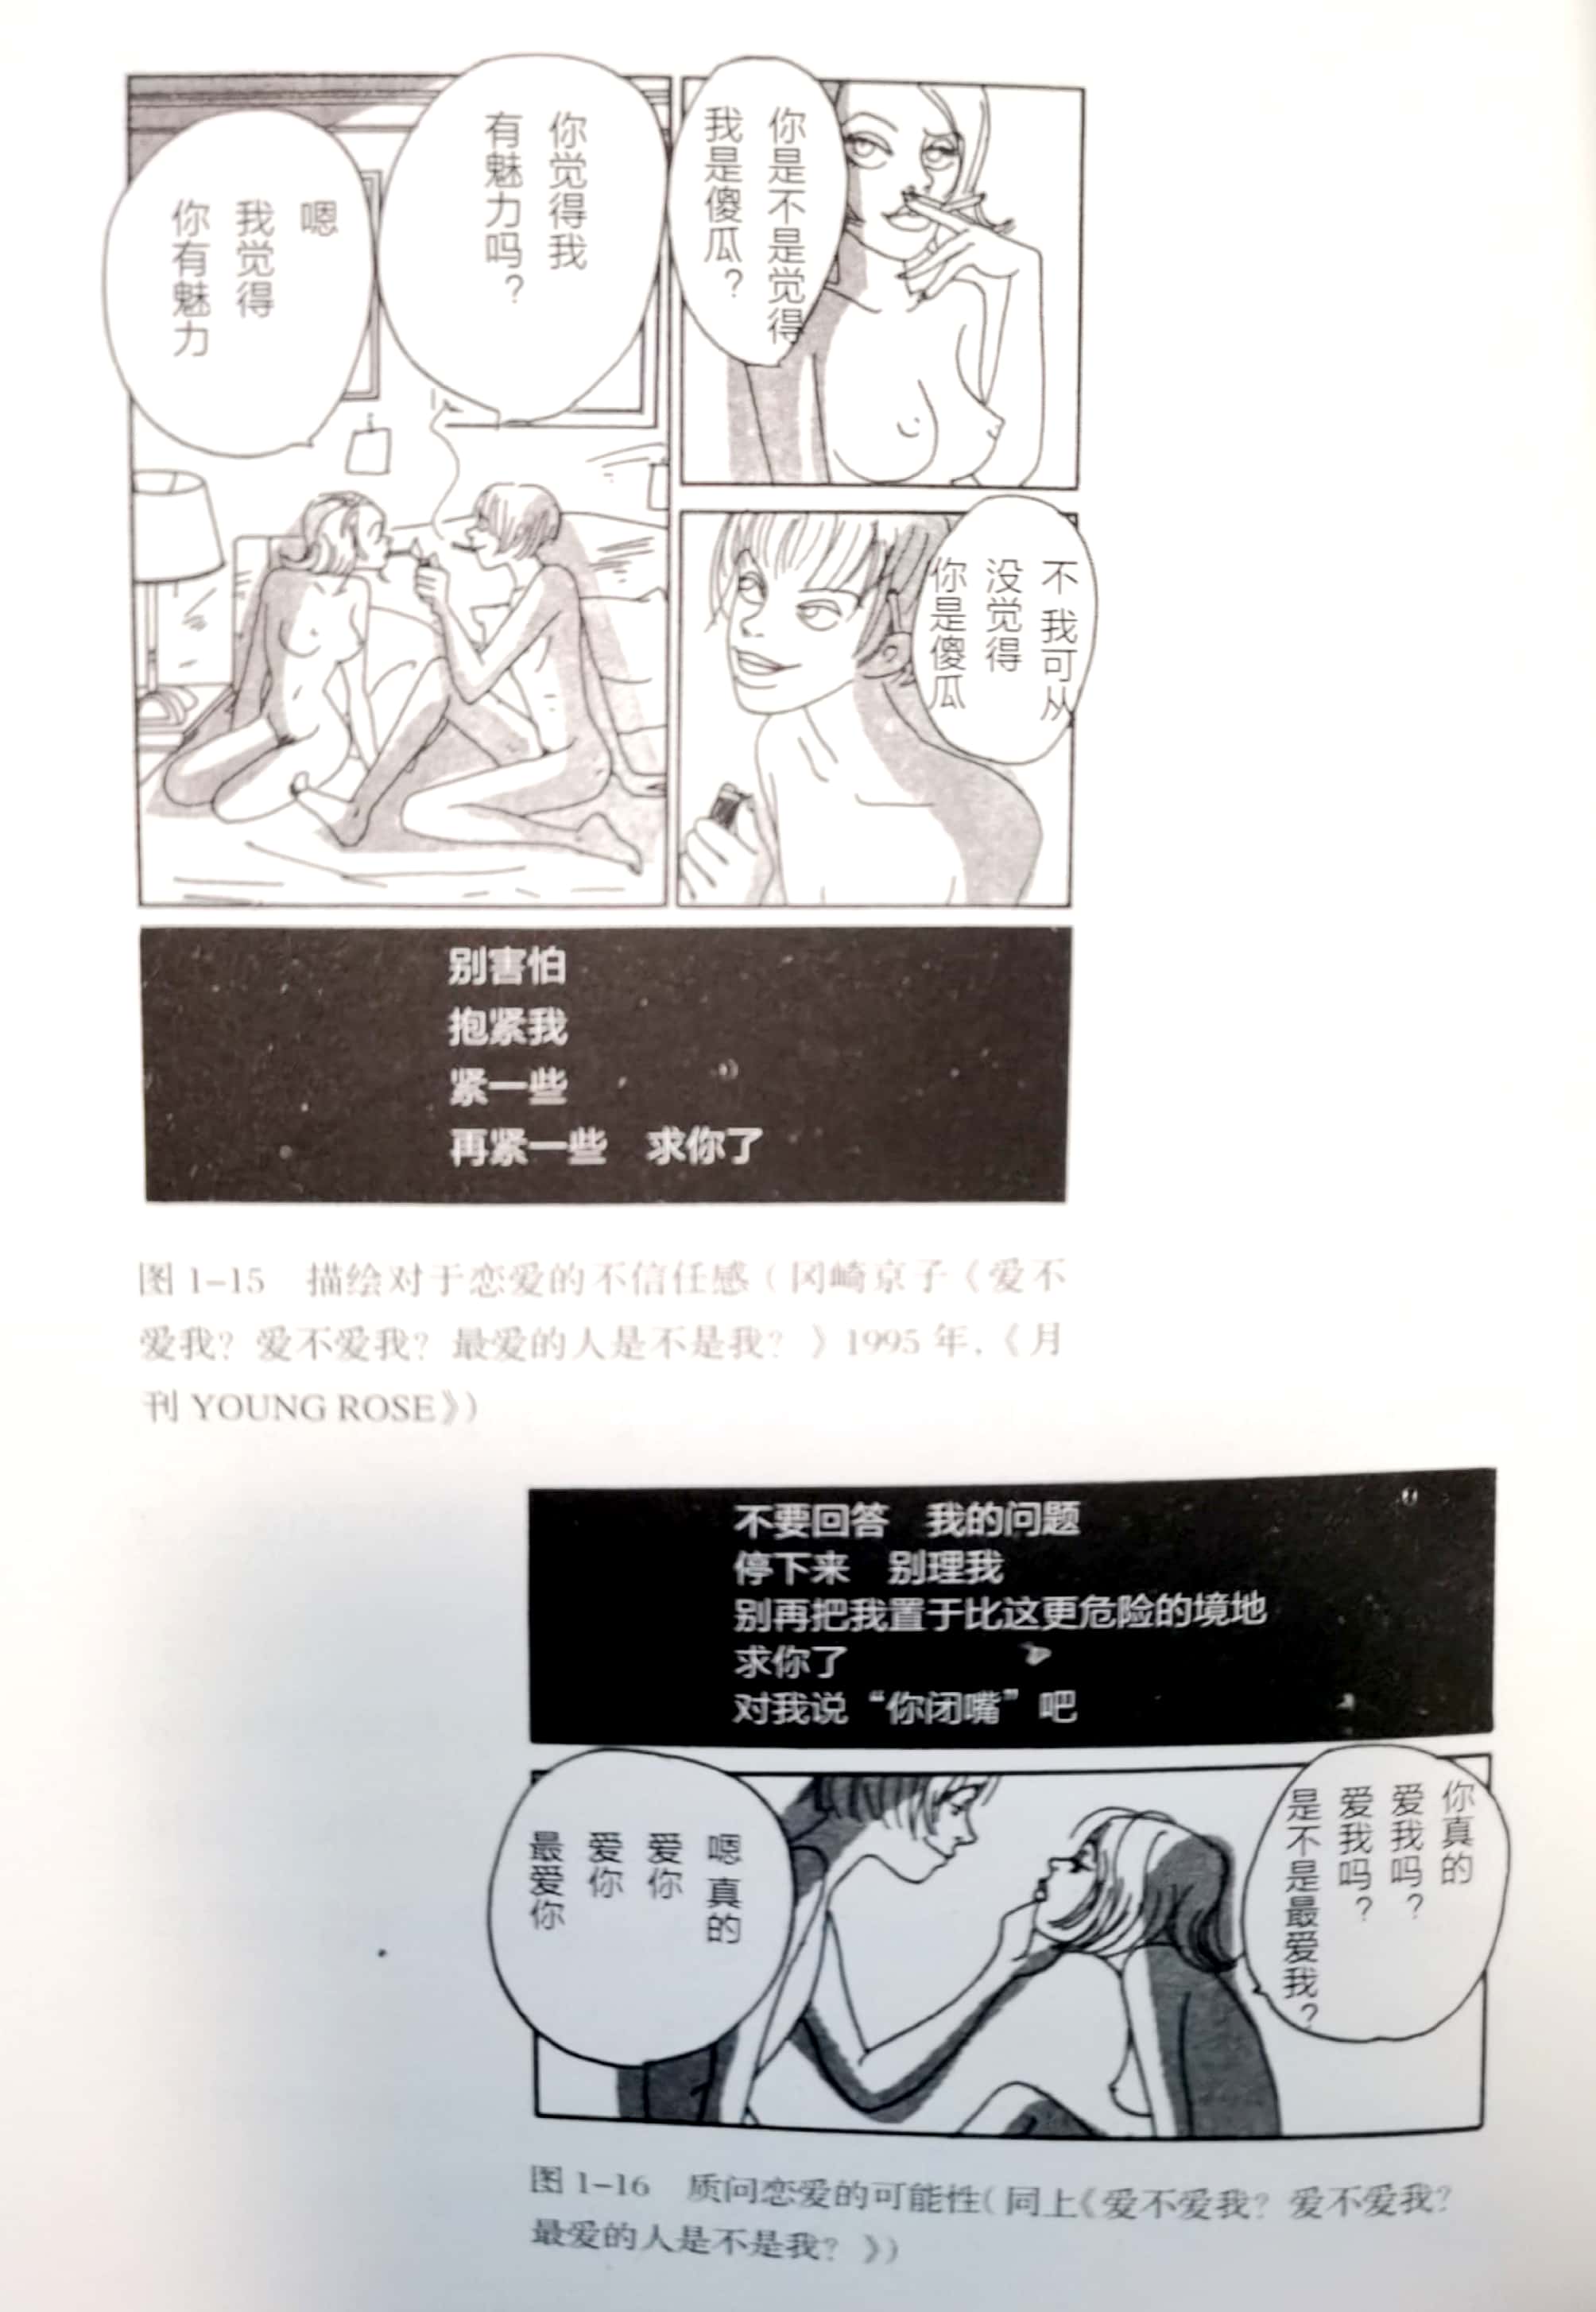 你是不是觉得
我是傻瓜？
你觉得我
有魅力吗？
嗯
我觉得
你有魅力
不 我可从
没觉得
你是傻瓜
别害怕
抱紧我
紧一些
再紧一些 求你了
图 1-15 描绘对于恋爱的不信任感（冈崎京子《爱不
爱我？爱不爱我？最爱的人是不是我？》1995 年，《月
刊 YOUNG ROSE》）
不要回答 我的问题
停下来 别理我
别再把我置于比这更危险的境地
求你了
对我说“你闭嘴”吧
你真的
爱我吗？
爱我吗？
是不是最爱我？
嗯 真的
爱你
爱你
最爱你
图 1-16 质问恋爱的可能性（同上《爱不爱我？爱不爱我？
最爱的人是不是我？》）